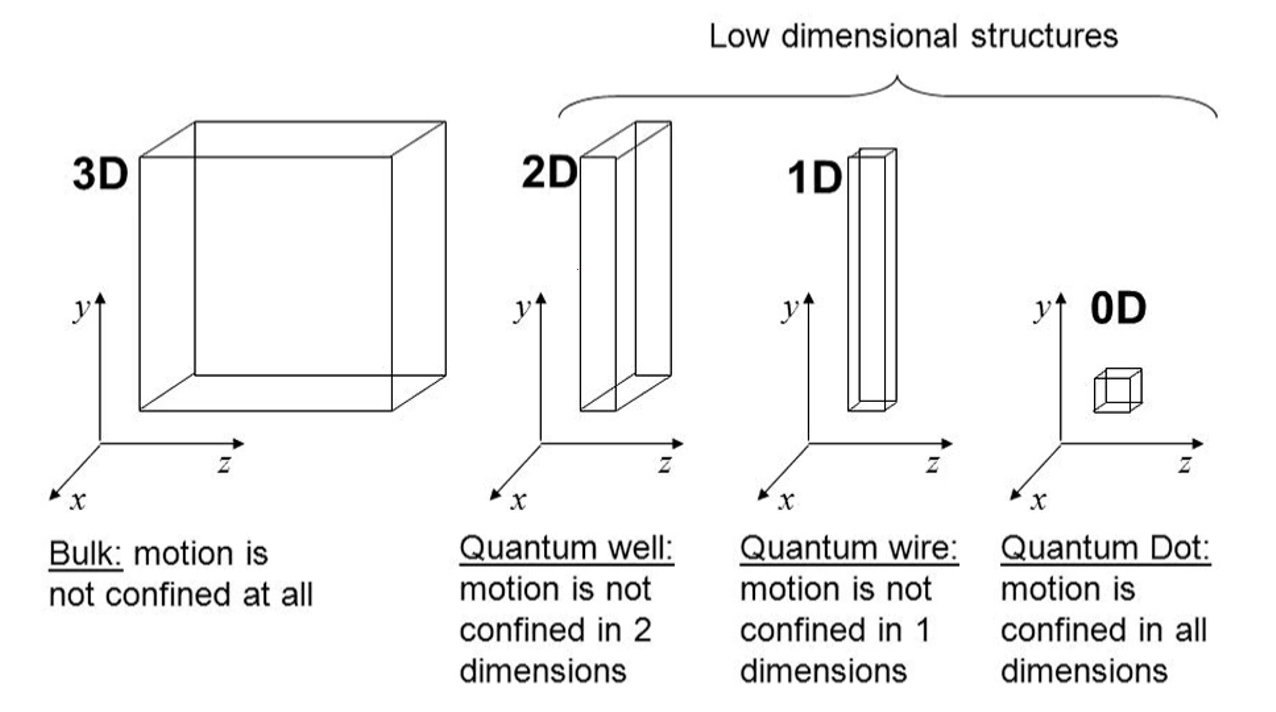 Low dimensional structures
3D
2D
1D
0D
y
z
x
y
z
x
y
z
x
y
z
x
Bulk: motion is
not confined at all
Quantum well:
motion is not
confined in 2
dimensions
Quantum wire:
motion is not
confined in 1
dimensions
Quantum Dot:
motion is
confined in all
dimensions